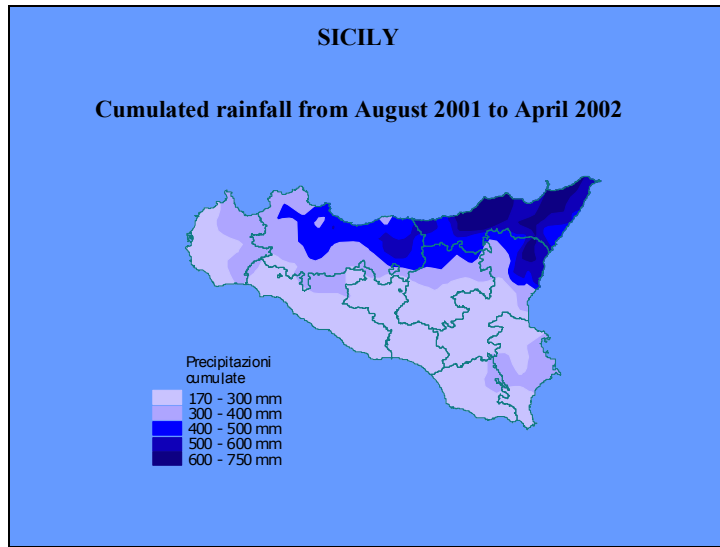 SICILY
Cumulated rainfall from August 2001 to April 2002
Precipitazioni
cumulate
170 - 300 mm
300 - 400 mm
400 - 500 mm
500 - 600 mm
600 - 750 mm